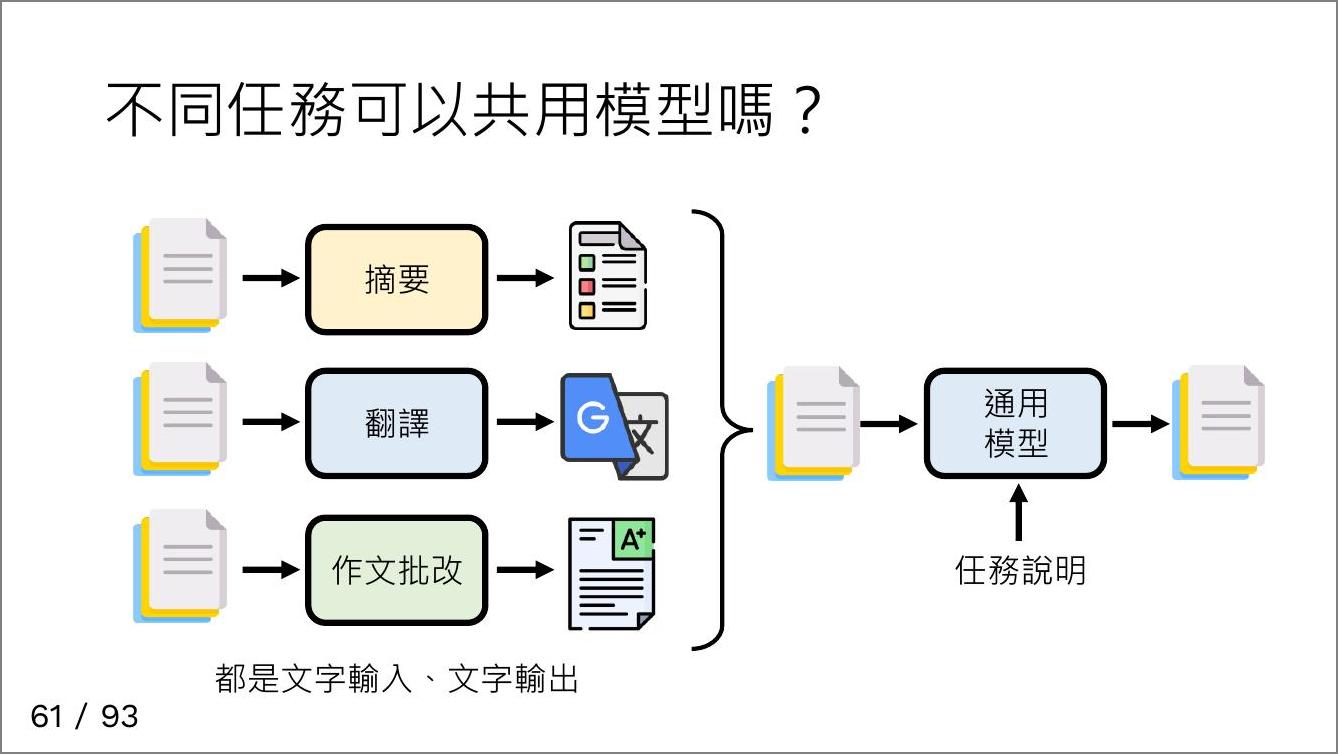 不同任務可以共用模型嗎？
摘要
翻譯
G 文
作文批改
A+
都是文字輸入、文字輸出
通用
模型
任務說明
61 / 93